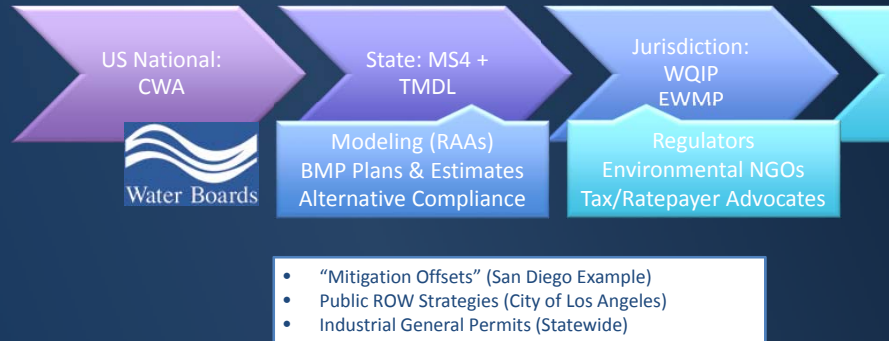 US National:
CWA
State: MS4 +
TMDL
Jurisdiction:
WQIP
EWMP
Water Boards
Modeling (RAAs)
BMP Plans & Estimates
Alternative Compliance
Regulators
Environmental NGOs
Tax/Ratepayer Advocates
• “Mitigation Offsets” (San Diego Example)
• Public ROW Strategies (City of Los Angeles)
• Industrial General Permits (Statewide)